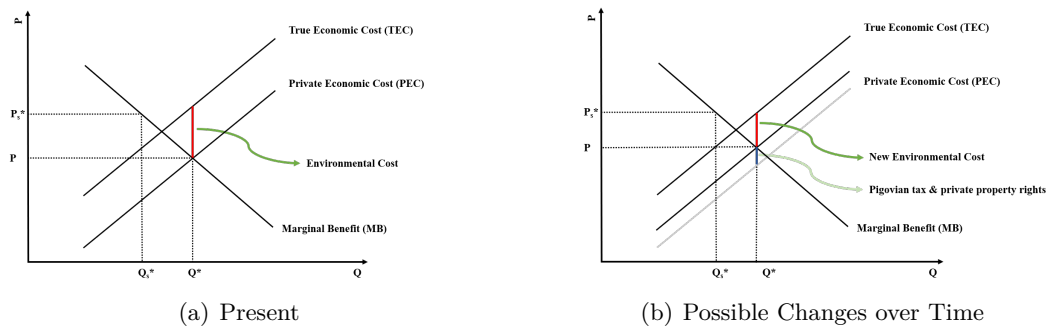 P
True Economic Cost (TEC)
Private Economic Cost (PEC)
Ps*
P
Environmental Cost
Marginal Benefit (MB)
Qs*
Q*
Q
(a) Present
P
True Economic Cost (TEC)
Private Economic Cost (PEC)
Ps*
P
New Environmental Cost
Pigovian tax & private property rights
Marginal Benefit (MB)
Qs*
Q*
Q
(b) Possible Changes over Time